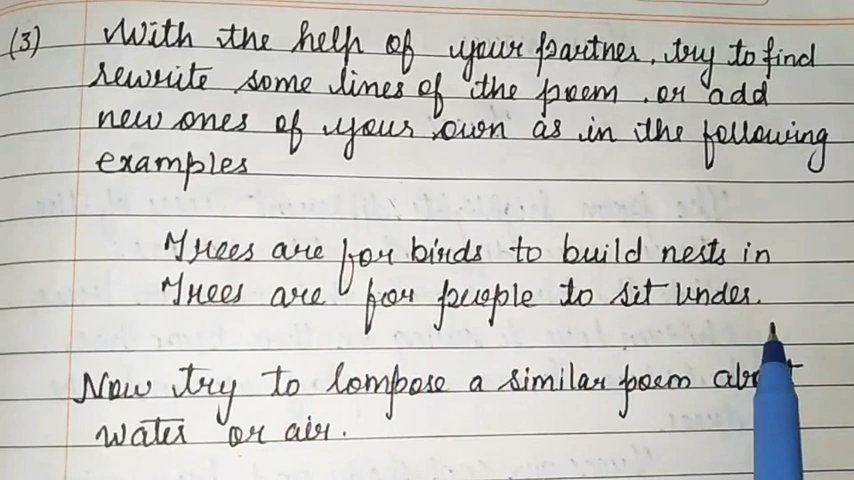 (3) With the help of your partner, try to find
rewrite some lines of the poem. or add
new ones of your own as in the following
examples
Trees are for birds to build nests in
Trees are for people to sit under.
Now try to compose a similar poem
water or air.